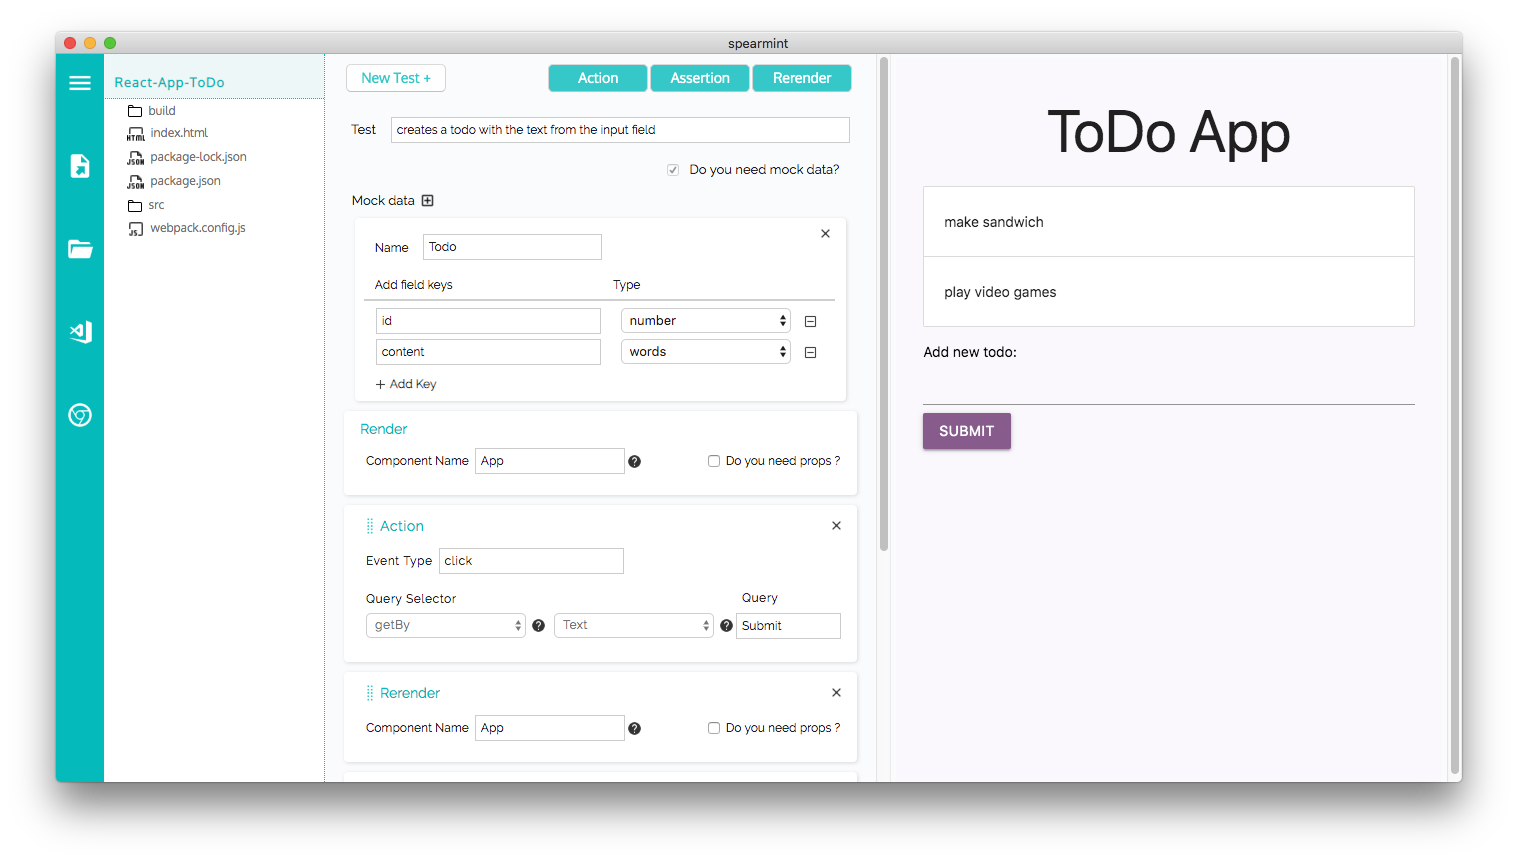 spearmint
React-App-ToDo
build
index.html
package-lock.json
package.json
src
webpack.config.js
New Test +
Action
Assertion
Rerender
Test
creates a todo with the text from the input field
Do you need mock data?
Mock data
Name
Todo
Add field keys
Type
id
number
content
words
+ Add Key
Render
Component Name
App
Do you need props ?
Action
Event Type
click
Query Selector
Query
getBy
Text
Submit
Rerender
Component Name
App
Do you need props ?
ToDo App
make sandwich
play video games
Add new todo:
SUBMIT